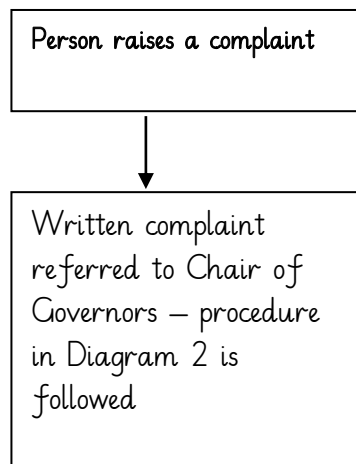 Person raises a complaint
Written complaint
referred to Chair of
Governors – procedure
in Diagram 2 is
followed